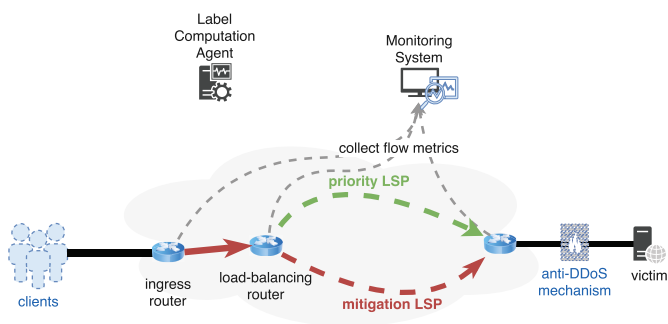 Label
Computation
Agent
Monitoring
System
collect flow metrics
priority LSP
clients
ingress
router
load-balancing
router
mitigation LSP
anti-DDoS
mechanism
victim